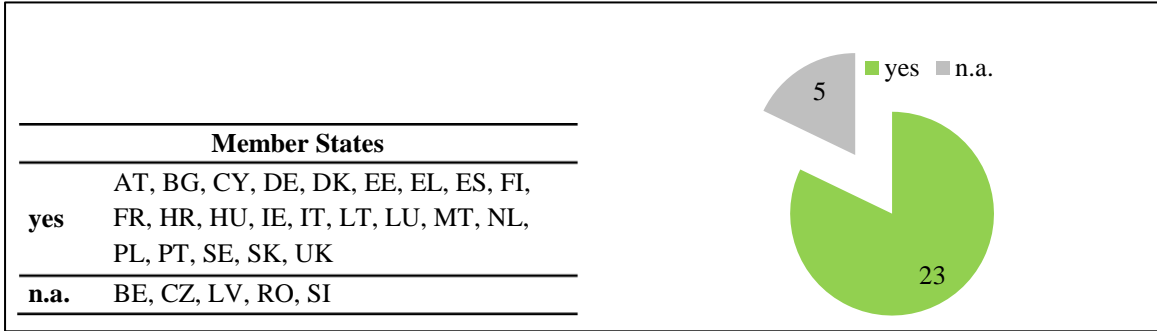 Member States
yes
AT, BG, CY, DE, DK, EE, EL, ES, FI,
FR, HR, HU, IE, IT, LT, LU, MT, NL,
PL, PT, SE, SK, UK
n.a.
BE, CZ, LV, RO, SI
yes
n.a.
5
23